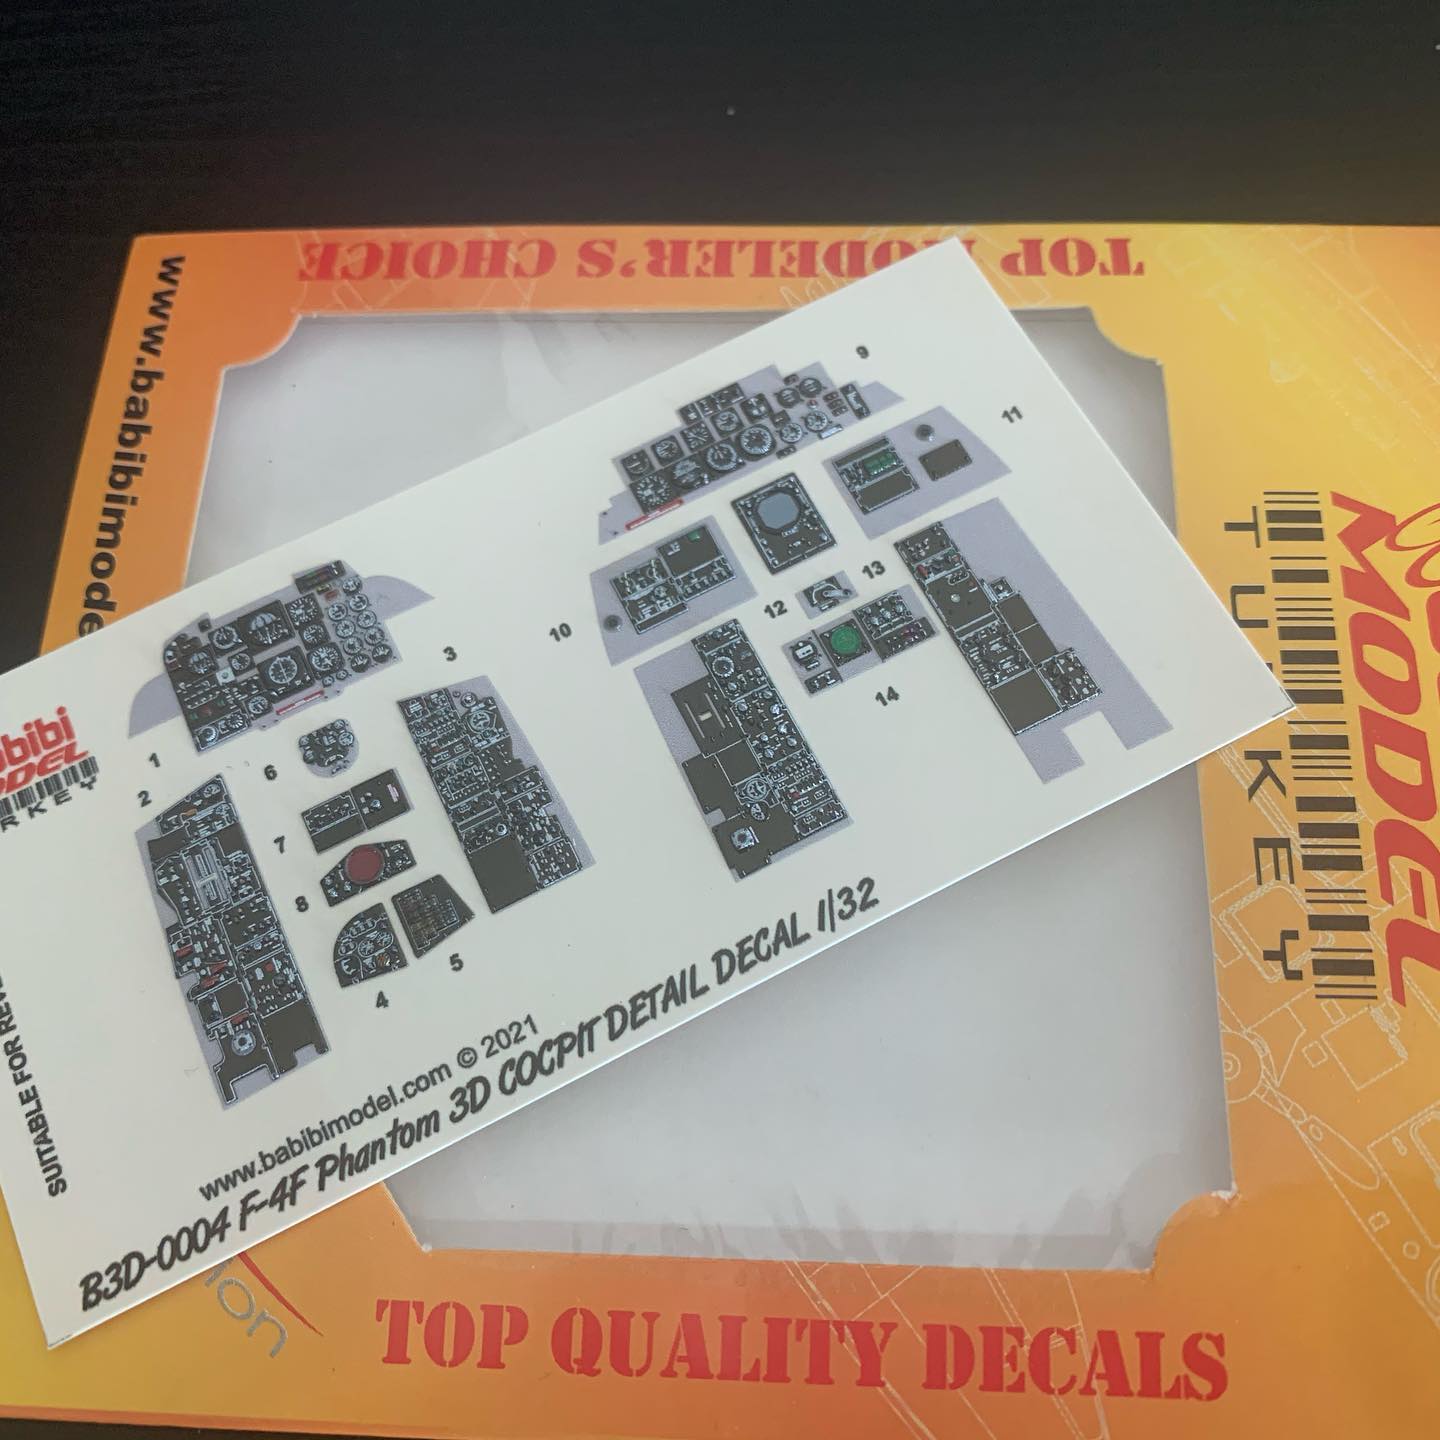 TOP MODELER'S CHOICE
www.babibimode
MODEL
TURKEY
9
11
10
13
12
14
3
1
2
6
7
8
5
4
MODEL
RKEY
SUITABLE FOR
www.babibimodel.com © 2021
B3D-0004 F-4F Phantom 3D COCPIT DETAIL DECAL 1/32
TOP QUALITY DECALS